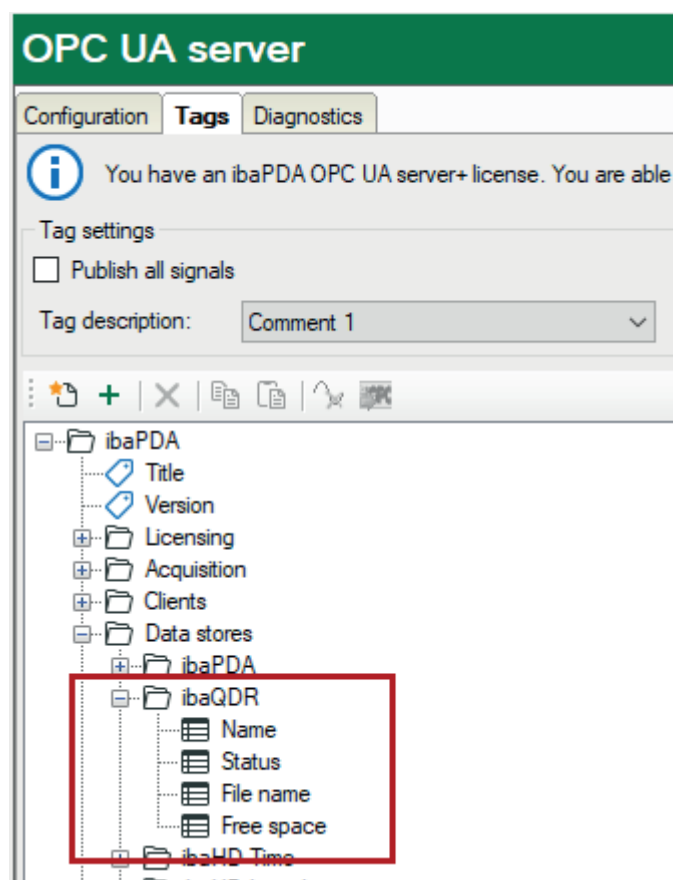 OPC UA server
Configuration Tags Diagnostics
You have an ibaPDA OPC UA server+ license. You are able
Tag settings
Publish all signals
Tag description: Comment 1
ibaPDA
Title
Version
Licensing
Acquisition
Clients
Data stores
ibaPDA
ibaQDR
Name
Status
File name
Free space
ibaHD-Time